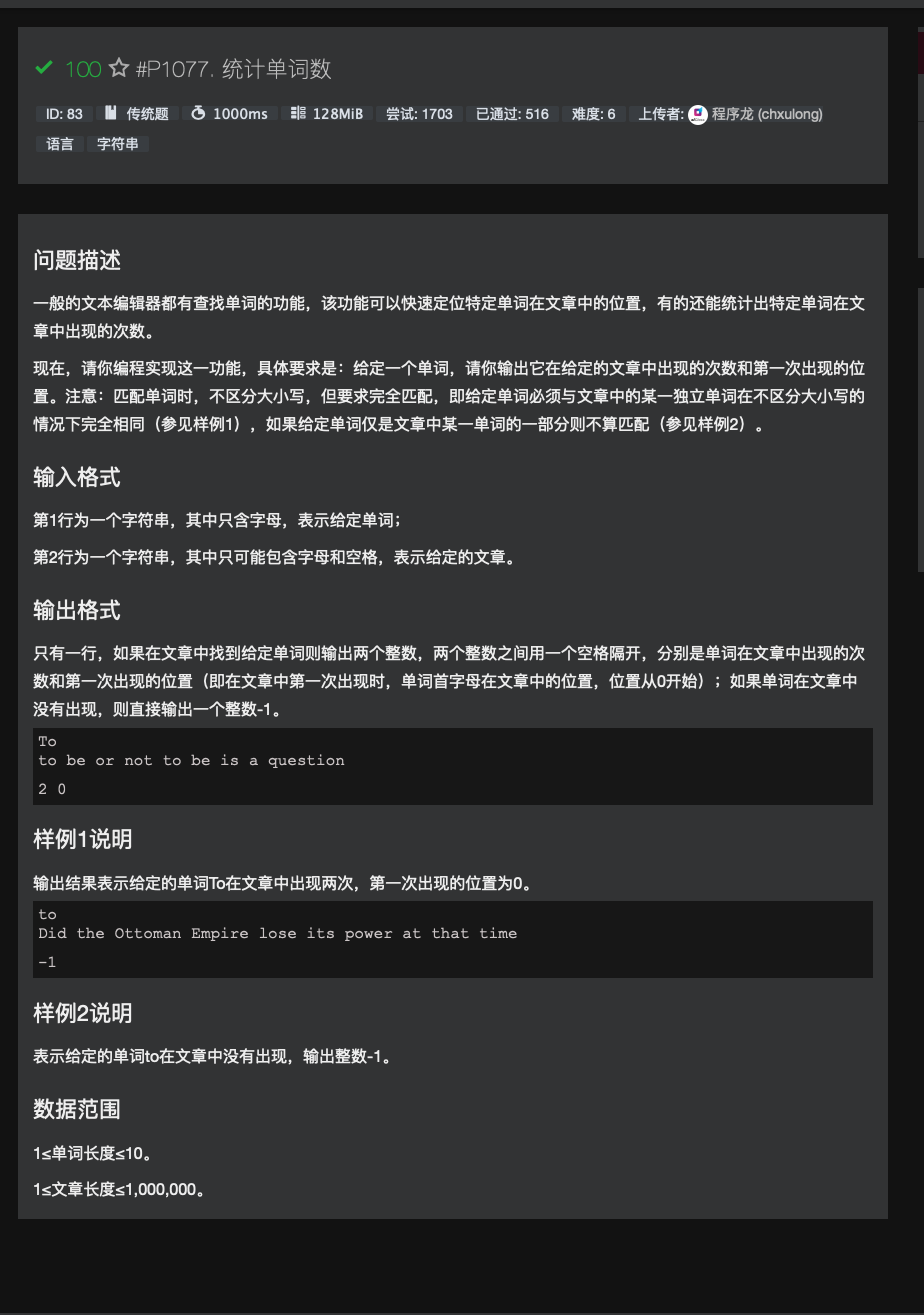 100 #P1077. 统计单词数
ID: 83 传统题 1000ms 128MiB 尝试: 1703 已通过: 516 难度: 6 上传者: 程序龙 (chxulong)
语言 字符串
问题描述
一般的文本编辑器都有查找单词的功能，该功能可以快速定位特定单词在文章中的位置，有的还能统计出特定单词在文
章中出现的次数。
现在，请你编程实现这一功能，具体要求是：给定一个单词，请你输出它在给定的文章中出现的次数和第一次出现的位
置。注意：匹配单词时，不区分大小写，但要求完全匹配，即给定单词必须与文章中的某一独立单词在不区分大小写的
情况下完全相同（参见样例1），如果给定单词仅是文章中某一单词的一部分则不算匹配（参见样例2）。
输入格式
第1行为一个字符串，其中只含字母，表示给定单词；
第2行为一个字符串，其中只可能包含字母和空格，表示给定的文章。
输出格式
只有一行，如果在文章中找到给定单词则输出两个整数，两个整数之间用一个空格隔开，分别是单词在文章中出现的次
数和第一次出现的位置（即在文章中第一次出现时，单词首字母在文章中的位置，位置从0开始）；如果单词在文章中
没有出现，则直接输出一个整数-1。
To
to be or not to be is a question
2 0
样例1说明
输出结果表示给定的单词To在文章中出现两次，第一次出现的位置为0。
to
Did the Ottoman Empire lose its power at that time
-1
样例2说明
表示给定的单词to在文章中没有出现，输出整数-1。
数据范围
1≤单词长度≤10。
1≤文章长度≤1,000,000。